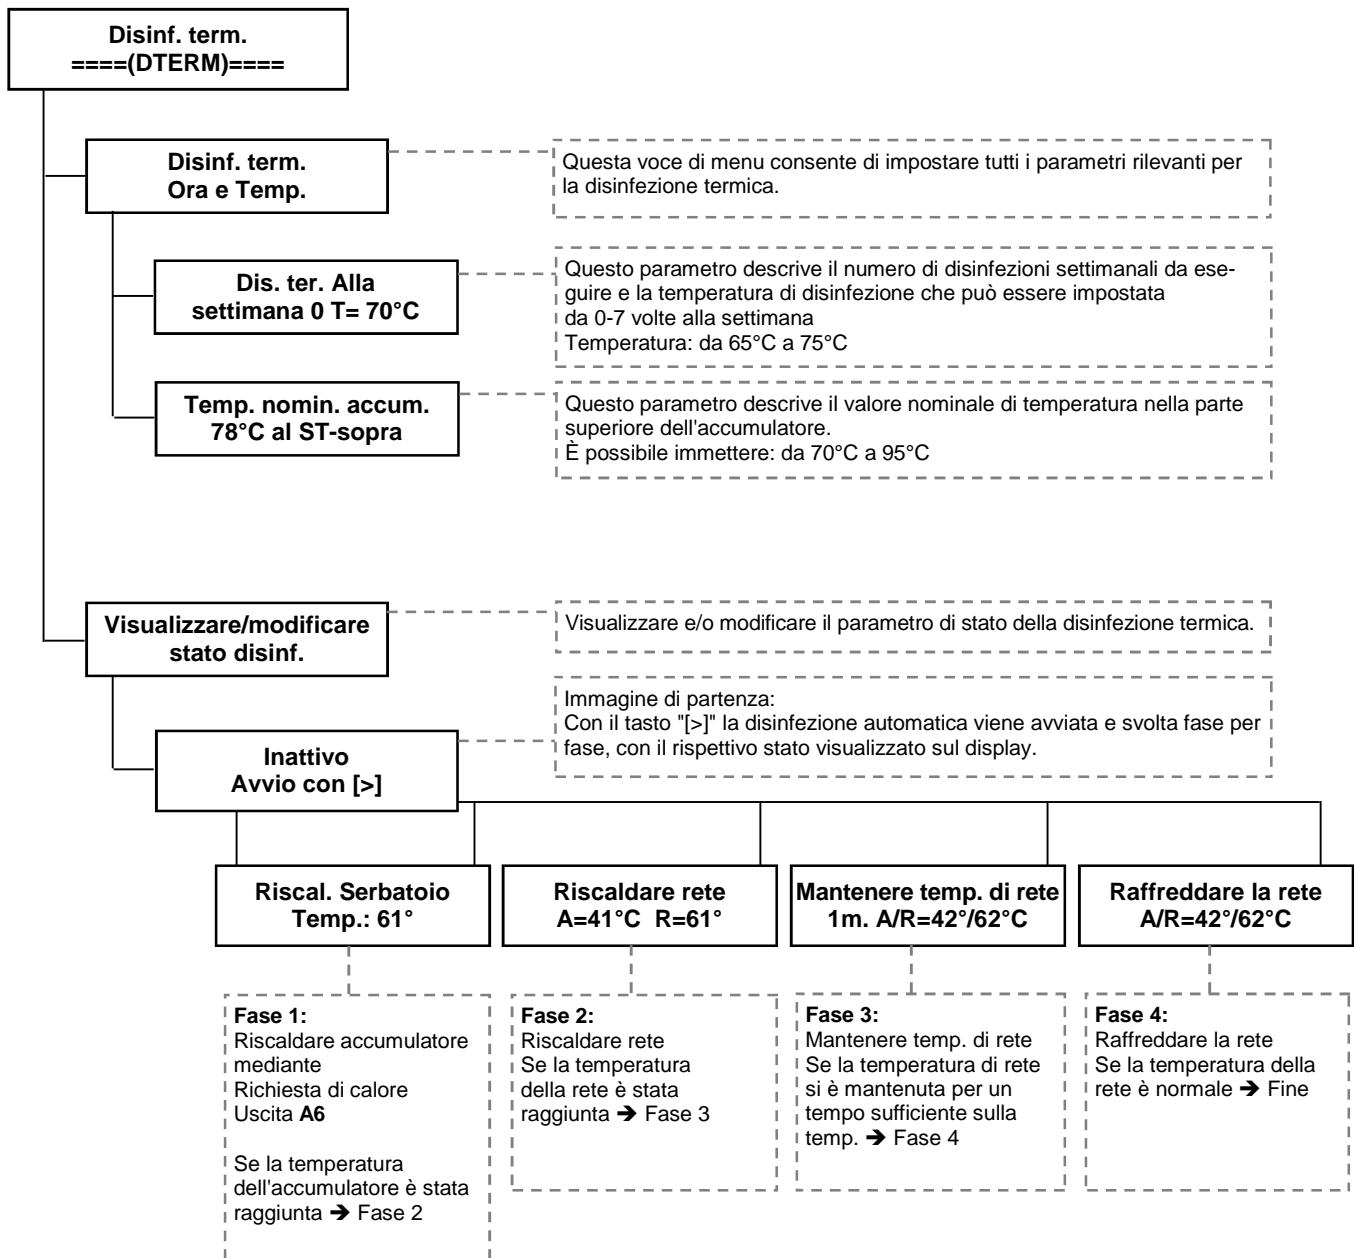 Disinf. term.
====(DTERM)====
Disinf. term.
Ora e Temp.
Questa voce di menu consente di impostare tutti i parametri rilevanti per
la disinfezione termica.
Dis. ter. Alla
settimana 0 T= 70°C
Questo parametro descrive il numero di disinfezioni settimanali da ese-
guire e la temperatura di disinfezione che può essere impostata
da 0-7 volte alla settimana
Temperatura: da 65°C a 75°C
Temp. nomin. accum.
78°C al ST-sopra
Questo parametro descrive il valore nominale di temperatura nella parte
superiore dell'accumulatore.
È possibile immettere: da 70°C a 95°C
Visualizzare/modificare
stato disinf.
Visualizzare e/o modificare il parametro di stato della disinfezione termica.
Inattivo
Avvio con [>]
Immagine di partenza:
Con il tasto "[>]" la disinfezione automatica viene avviata e svolta fase per
fase, con il rispettivo stato visualizzato sul display.
Riscal. Serbatoio
Temp.: 61°
Riscaldare rete
A=41°C R=61°
Mantenere temp. di rete
1m. A/R=42°/62°C
Raffreddare la rete
A/R=42°/62°C
Fase 1:
Riscaldare accumulatore
mediante
Richiesta di calore
Uscita A6
Se la temperatura
dell'accumulatore è stata
raggiunta ➔ Fase 2
Fase 2:
Riscaldare rete
Se la temperatura
della rete è stata
raggiunta ➔ Fase 3
Fase 3:
Mantenere temp. di rete
Se la temperatura di rete
si è mantenuta per un
tempo sufficiente sulla
temp. ➔ Fase 4
Fase 4:
Raffreddare la rete
Se la temperatura della
rete è normale ➔ Fine